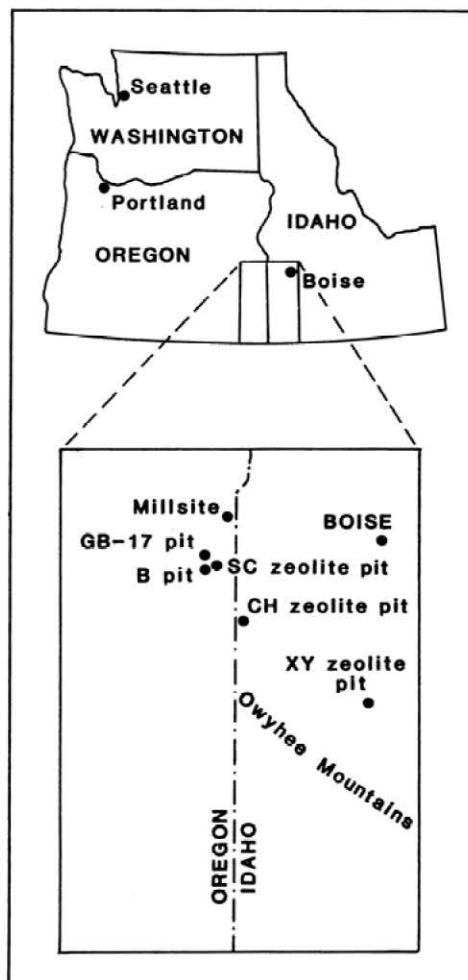 Seattle
WASHINGTON
Portland
IDAHO
OREGON
Boise
Millsite
BOISE
GB-17 pit
B pit
SC zeolite pit
CH zeolite pit
XY zeolite
pit
Owyhee Mountains
OREGON
IDAHO